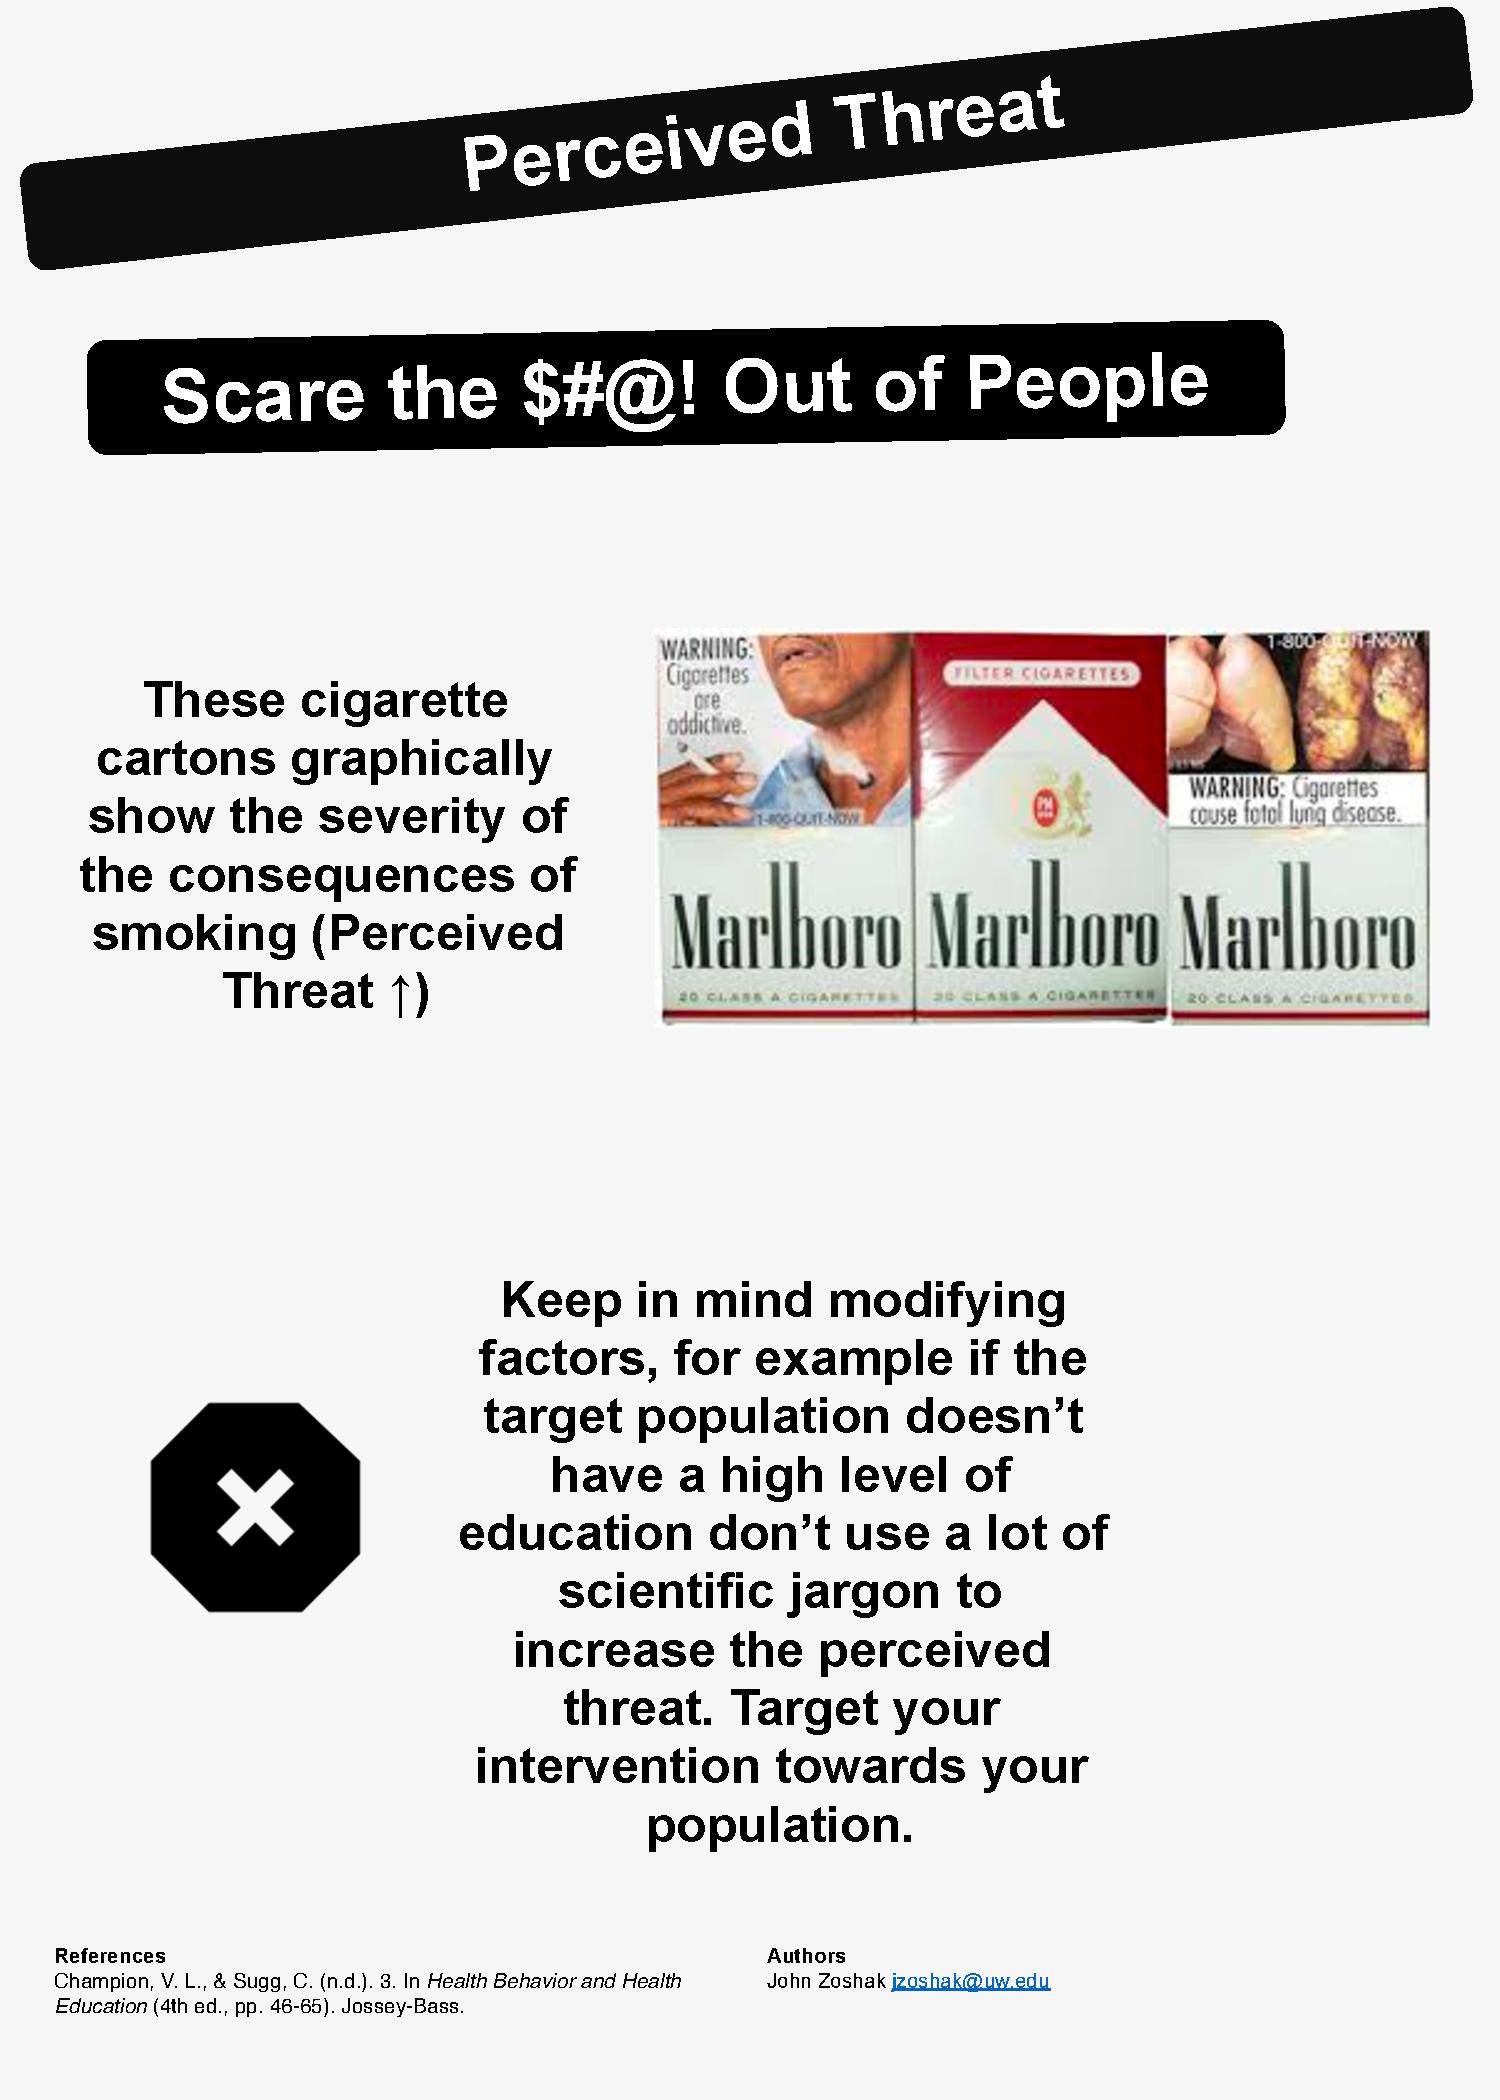 Perceived Threat
Scare the $#@! Out of People
These cigarette
cartons graphically
show the severity of
the consequences of
smoking (Perceived
Threat ↑)
WARNING:
Cigarettes
are
addictive.
1-800-QUIT-NOW
Marlboro
20 CLASS A CIGARETTES
FILTER CIGARETTES
PM
Marlboro
20 CLASS A CIGARETTES
1-800-QUIT-NOW
WARNING: Cigarettes
cause fatal lung disease.
Marlboro
20 CLASS A CIGARETTES
Keep in mind modifying
factors, for example if the
target population doesn’t
have a high level of
education don’t use a lot of
scientific jargon to
increase the perceived
threat. Target your
intervention towards your
population.
References
Champion, V. L., & Sugg, C. (n.d.). 3. In Health Behavior and Health
Education (4th ed., pp. 46-65). Jossey-Bass.
Authors
John Zoshak jzoshak@uw.edu